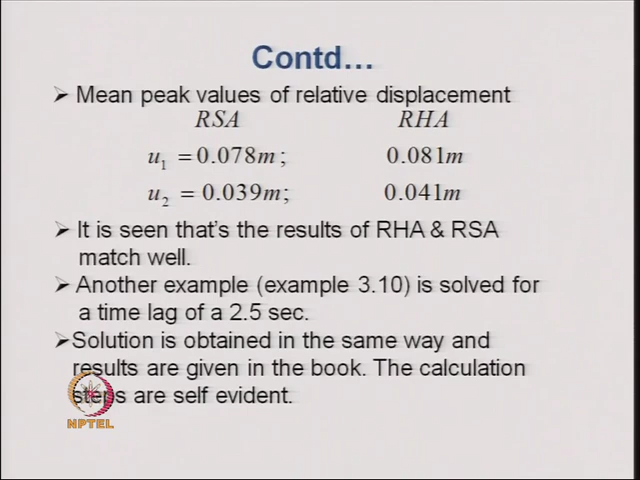 Contd...
➤ Mean peak values of relative displacement
RSA RHA
u₁ = 0.078m ; 0.081m
u₂ = 0.039m; 0.041m
➤ It is seen that's the results of RHA & RSA
match well.
➤ Another example (example 3.10) is solved for
a time lag of a 2.5 sec.
➤Solution is obtained in the same way and
results are given in the book. The calculation
steps are self evident.
NPTEL